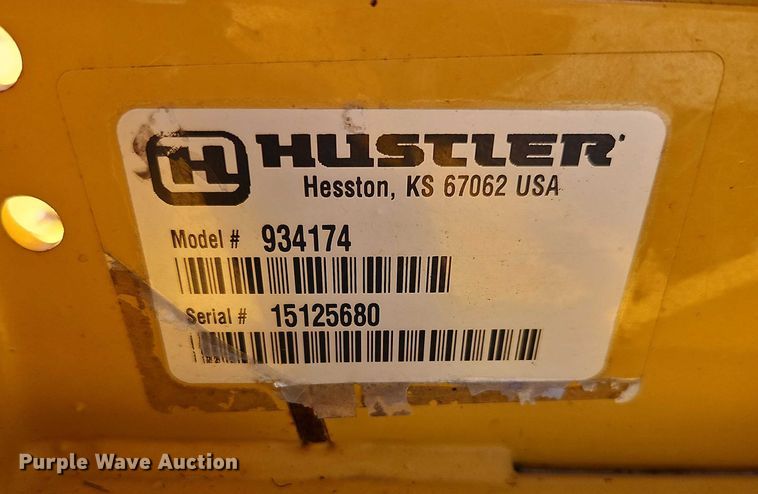 H HUSTLER
Hesston, KS 67062 USA
Model # 934174
Serial # 15125680
Purple Wave Auction